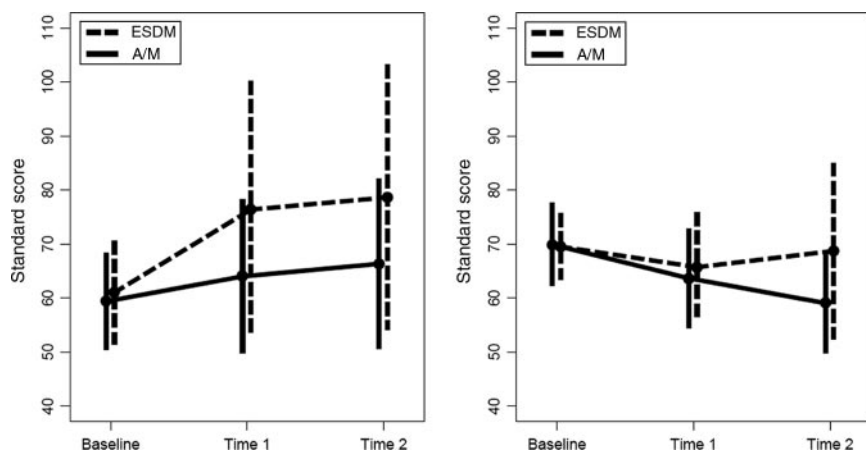 ESDM
A/M
Standard score
110
100
90
80
70
60
50
40
Baseline
Time 1
Time 2
ESDM
A/M
Standard score
110
100
90
80
70
60
50
40
Baseline
Time 1
Time 2